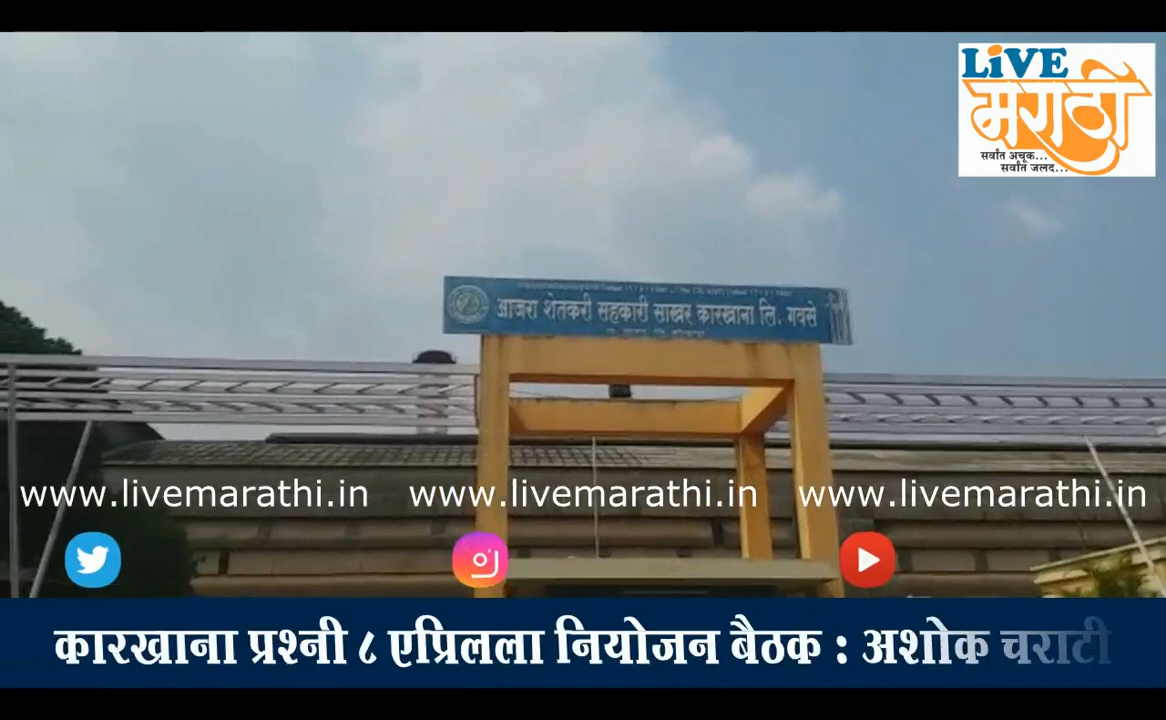 LiVE
मराठी
सर्वांत अचूक...
सर्वांत जलद...
आजरा शेतकरी सहकारी साखर कारखाना लि. गवसे
www.livemarathi.in www.livemarathi.in www.livemarathi.in
कारखाना प्रश्नी ८ एप्रिलला नियोजन बैठक : अशोक चराटी